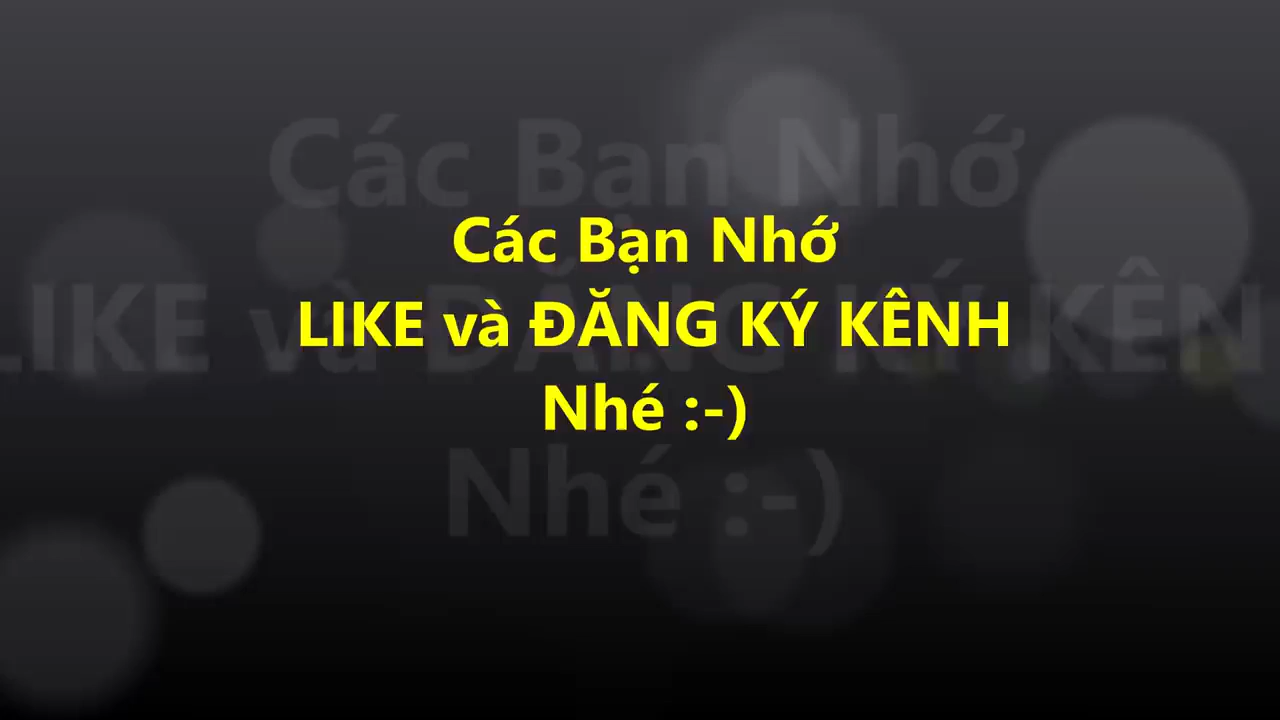 Các Bạn Nhớ
LIKE và ĐĂNG KÝ KÊNH
Nhé :-)